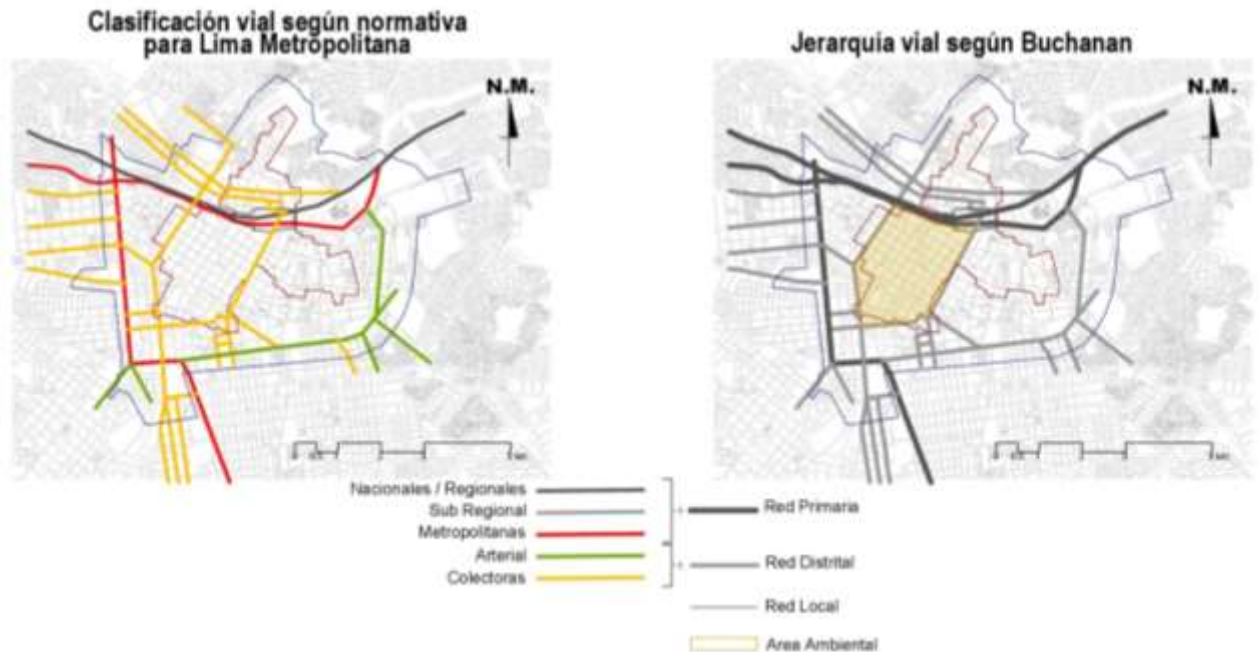 Clasificación vial según normativa
para Lima Metropolitana
Jerarquia vial según Buchanan
N.M.
N.M.
Nacionales / Regionales
Sub Regional
Metropolitanas
Arterial
Colectoras
Red Primaria
Red Distrital
Red Local
Area Ambiental